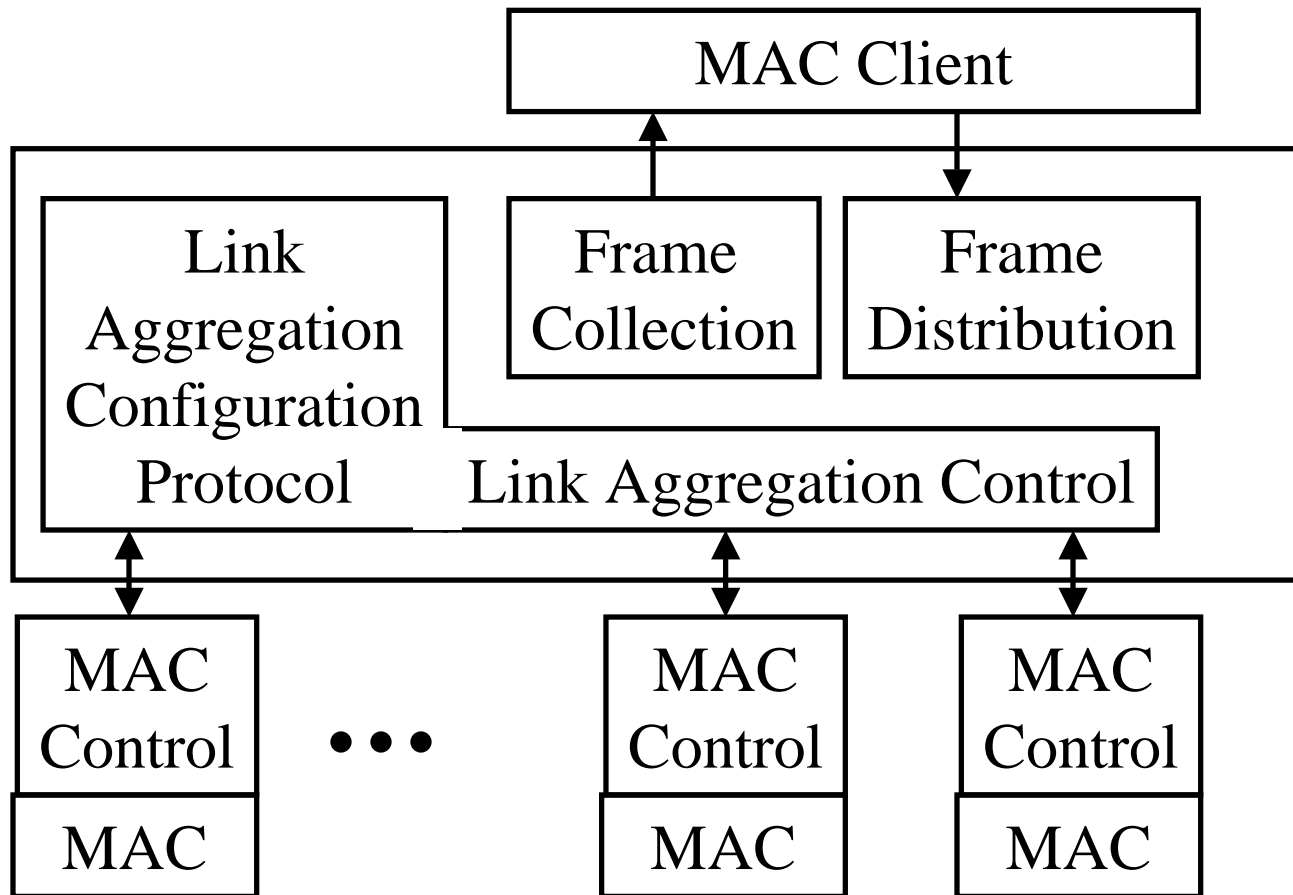 MAC Client
Link
Aggregation
Configuration
Protocol
Frame
Collection
Frame
Distribution
Link Aggregation Control
MAC
Control
MAC
MAC
Control
MAC
MAC
Control
MAC